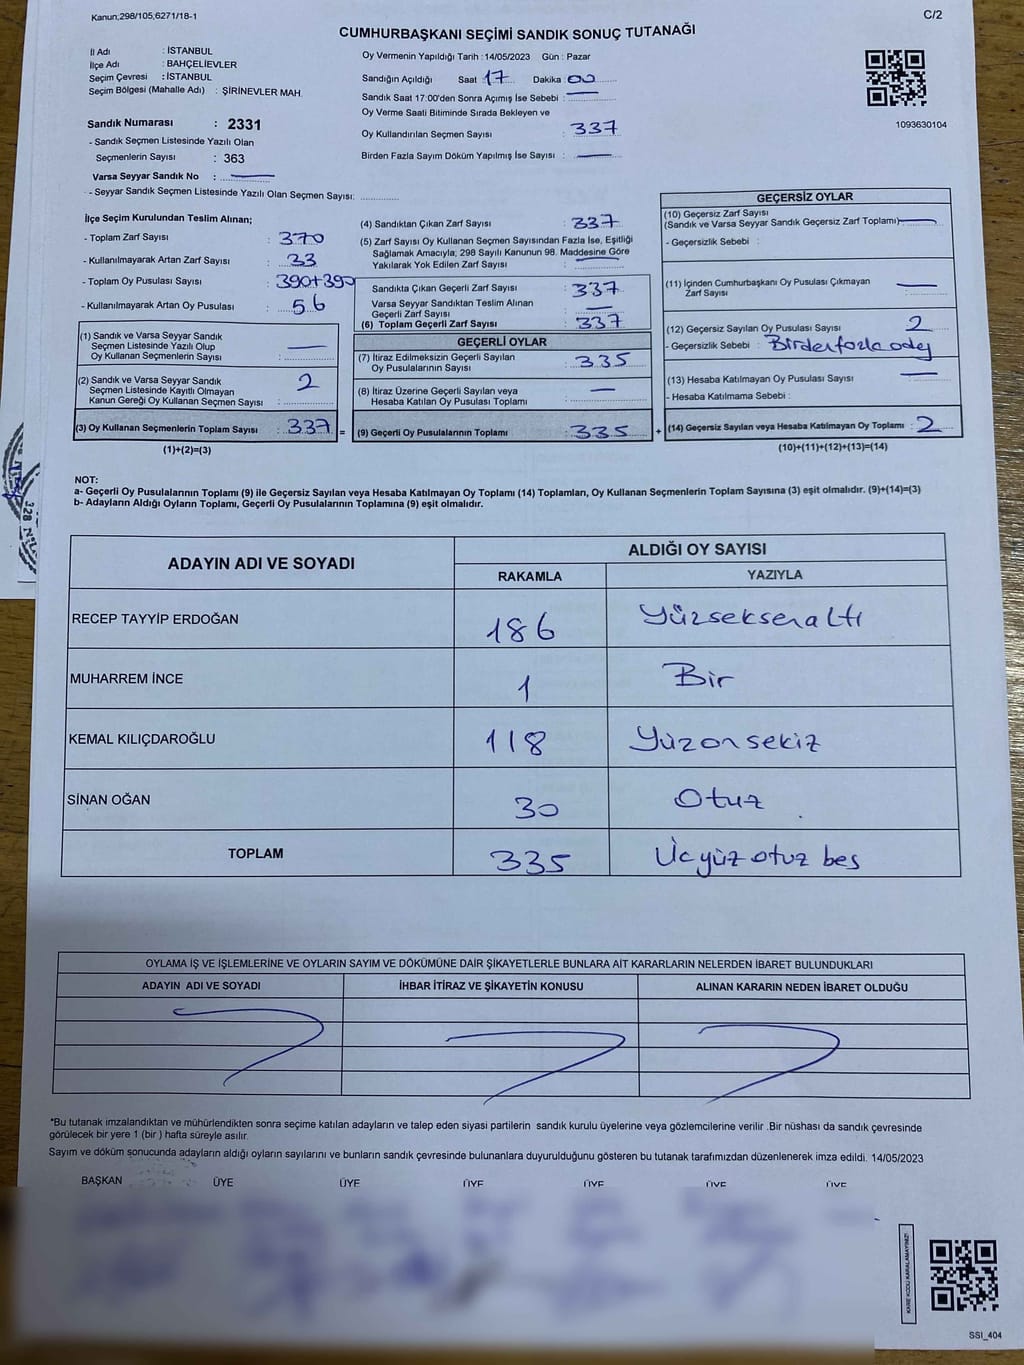 Kanun;298/105;6271/18-1
C/2
CUMHURBAŞKANI SEÇİMİ SANDIK SONUÇ TUTANAĞI
İl Adı : İSTANBUL
İlçe Adı : BAHÇELİEVLER
Seçim Çevresi : İSTANBUL
Seçim Bölgesi (Mahalle Adı) : ŞİRİNEVLER MAH.
Oy Vermenin Yapıldığı Tarih :14/05/2023 Gün : Pazar
Sandığın Açıldığı Saat 17 Dakika 00
Sandık Saat 17:00'den Sonra Açımış İse Sebebi :
Oy Verme Saati Bitiminde Sırada Bekleyen ve
Oy Kullandırılan Seçmen Sayısı : 337
Birden Fazla Sayım Döküm Yapılmış İse Sayısı :
1093630104
Sandık Numarası : 2331
- Sandık Seçmen Listesinde Yazılı Olan
Seçmenlerin Sayısı : 363
Varsa Seyyar Sandık No :
- Seyyar Sandık Seçmen Listesinde Yazılı Olan Seçmen Sayısı:
İlçe Seçim Kurulundan Teslim Alınan;
- Toplam Zarf Sayısı : 370
- Kullanılmayarak Artan Zarf Sayısı : 33
- Toplam Oy Pusulası Sayısı : 390+390
- Kullanılmayarak Artan Oy Pusulası : 56
(1) Sandık ve Varsa Seyyar Sandık
Seçmen Listesinde Yazılı Olup
Oy Kullanan Seçmenlerin Sayısı :
(2) Sandık ve Varsa Seyyar Sandık
Seçmen Listesinde Kayıtlı Olmayan
Kanun Gereği Oy Kullanan Seçmen Sayısı : 2
(3) Oy Kullanan Seçmenlerin Toplam Sayısı : 337 =
(1)+(2)=(3)
(4) Sandıktan Çıkan Zarf Sayısı : 337
(5) Zarf Sayısı Oy Kullanan Seçmen Sayısından Fazla İse, Eşitliği
Sağlamak Amacıyla; 298 Sayılı Kanunun 98. Maddesine Göre
Yakılarak Yok Edilen Zarf Sayısı :
Sandıkta Çıkan Geçerli Zarf Sayısı : 337
Varsa Seyyar Sandıktan Teslim Alınan
Geçerli Zarf Sayısı :
(6) Toplam Geçerli Zarf Sayısı : 337
GEÇERLİ OYLAR
(7) İtiraz Edilmeksizin Geçerli Sayılan
Oy Pusulalarının Sayısı : 335
(8) İtiraz Üzerine Geçerli Sayılan veya
Hesaba Katılan Oy Pusulası Toplamı :
(9) Geçerli Oy Pusulalarının Toplamı : 335 +
GEÇERSİZ OYLAR
(10) Geçersiz Zarf Sayısı
(Sandık ve Varsa Seyyar Sandık Geçersiz Zarf Toplamı)
- Geçersizlik Sebebi :
(11) İçinden Cumhurbaşkanı Oy Pusulası Çıkmayan
Zarf Sayısı :
(12) Geçersiz Sayılan Oy Pusulası Sayısı : 2
- Geçersizlik Sebebi : Birden fazla oday
(13) Hesaba Katılmayan Oy Pusulası Sayısı :
- Hesaba Katılmama Sebebi :
(14) Geçersiz Sayılan veya Hesaba Katılmayan Oy Toplamı : 2
(10)+(11)+(12)+(13)=(14)
NOT:
a- Geçerli Oy Pusulalarının Toplamı (9) ile Geçersiz Sayılan veya Hesaba Katılmayan Oy Toplamı (14) Toplamları, Oy Kullanan Seçmenlerin Toplam Sayısına (3) eşit olmalıdır. (9)+(14)=(3)
b- Adayların Aldığı Oyların Toplamı, Geçerli Oy Pusulalarının Toplamına (9) eşit olmalıdır.
ADAYIN ADI VE SOYADI
ALDIĞI OY SAYISI
RAKAMLA YAZIYLA
RECEP TAYYİP ERDOĞAN 186 Yüzseksenaltı
MUHARREM İNCE 1 Bir
KEMAL KILIÇDAROĞLU 118 Yüzonsekiz
SİNAN OĞAN 30 Otuz
TOPLAM 335 Üçyüz otuz beş
OYLAMA İŞ VE İŞLEMLERİNE VE OYLARIN SAYIM VE DÖKÜMÜNE DAİR ŞİKAYETLERLE BUNLARA AİT KARARLARIN NELERDEN İBARET BULUNDUKLARI
ADAYIN ADI VE SOYADI İHBAR İTİRAZ VE ŞİKAYETİN KONUSU ALINAN KARARIN NEDEN İBARET OLDUĞU
*Bu tutanak imzalandıktan ve mühürlendikten sonra seçime katılan adayların ve talep eden siyasi partilerin sandık kurulu üyelerine veya gözlemcilerine verilir .Bir nüshası da sandık çevresinde
görülecek bir yere 1 (bir ) hafta süreyle asılır.
Sayım ve döküm sonucunda adayların aldığı oyların sayılarını ve bunların sandık çevresinde bulunanlara duyurulduğunu gösteren bu tutanak tarafımızdan düzenlenerek imza edildi. 14/05/2023
BAŞKAN ÜYE ÜYE ÜYE ÜYE ÜYE ÜYE
KARE KODU KARALAMAYINIZ!
SSI_404